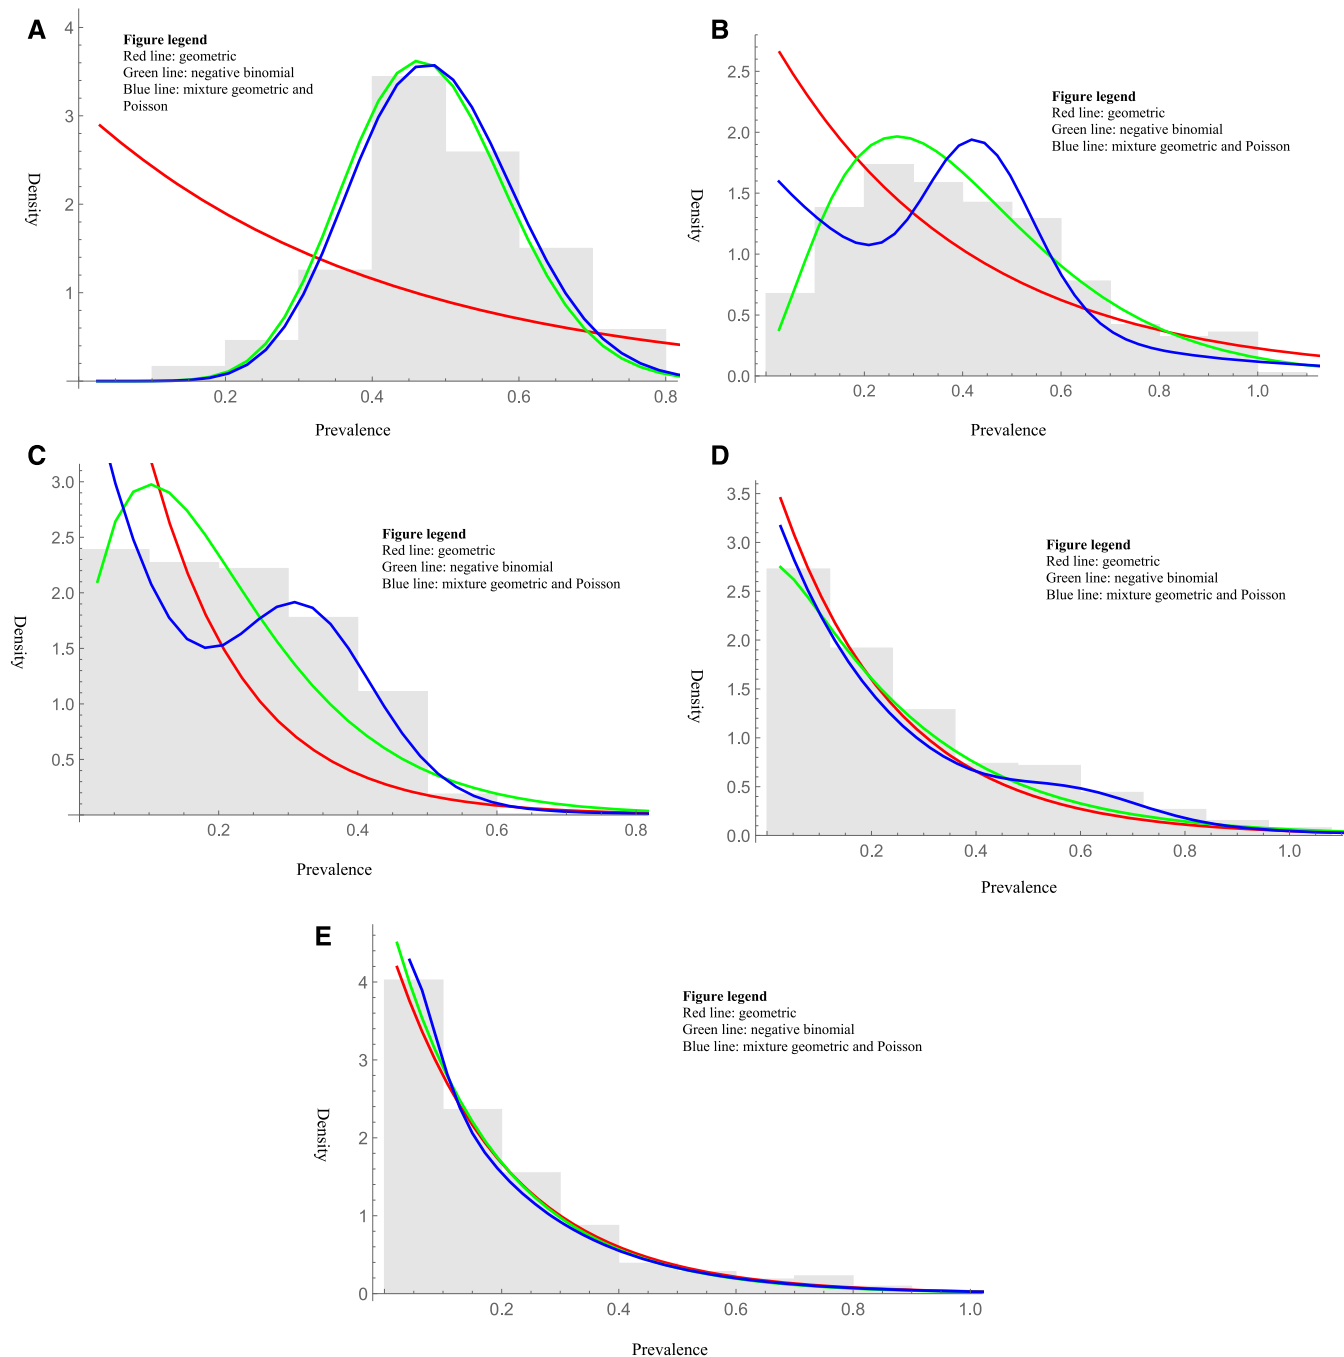 A
Figure legend
Red line: geometric
Green line: negative binomial
Blue line: mixture geometric and
Poisson
4
3
2
1
Density
0.2
0.4
0.6
0.8
Prevalence
B
Figure legend
Red line: geometric
Green line: negative binomial
Blue line: mixture geometric and Poisson
2.5
2.0
1.5
1.0
0.5
0.0
Density
0.2
0.4
0.6
0.8
1.0
Prevalence
C
Figure legend
Red line: geometric
Green line: negative binomial
Blue line: mixture geometric and Poisson
3.0
2.5
2.0
1.5
1.0
0.5
Density
0.2
0.4
0.6
0.8
Prevalence
D
Figure legend
Red line: geometric
Green line: negative binomial
Blue line: mixture geometric and Poisson
3.5
3.0
2.5
2.0
1.5
1.0
0.5
0.0
Density
0.2
0.4
0.6
0.8
1.0
Prevalence
E
Figure legend
Red line: geometric
Green line: negative binomial
Blue line: mixture geometric and Poisson
4
3
2
1
0
Density
0.2
0.4
0.6
0.8
1.0
Prevalence